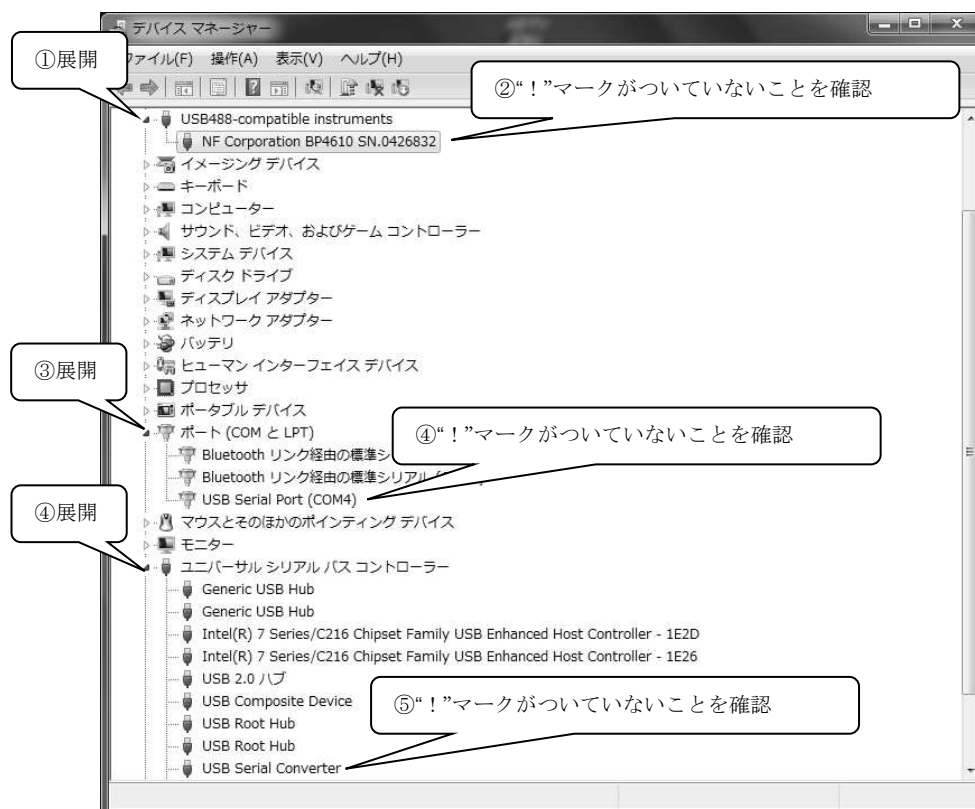 デバイス マネージャー
①展開
ファイル(F) 操作(A) 表示(V) ヘルプ(H)
②“！”マークがついていないことを確認
USB488-compatible instruments
NF Corporation BP4610 SN.0426832
イメージング デバイス
キーボード
コンピューター
サウンド、ビデオ、およびゲーム コントローラー
システム デバイス
ディスク ドライブ
ディスプレイ アダプター
ネットワーク アダプター
バッテリ
③展開
ヒューマン インターフェイス デバイス
プロセッサ
ポータブル デバイス
ポート (COM と LPT)
④“！”マークがついていないことを確認
Bluetooth リンク経由の標準シ
Bluetooth リンク経由の標準シリアル
USB Serial Port (COM4)
④展開
マウスとそのほかのポインティング デバイス
モニター
ユニバーサル シリアル バス コントローラー
Generic USB Hub
Generic USB Hub
Intel(R) 7 Series/C216 Chipset Family USB Enhanced Host Controller - 1E2D
Intel(R) 7 Series/C216 Chipset Family USB Enhanced Host Controller - 1E26
USB 2.0 ハブ
USB Composite Device
⑤“！”マークがついていないことを確認
USB Root Hub
USB Root Hub
USB Serial Converter